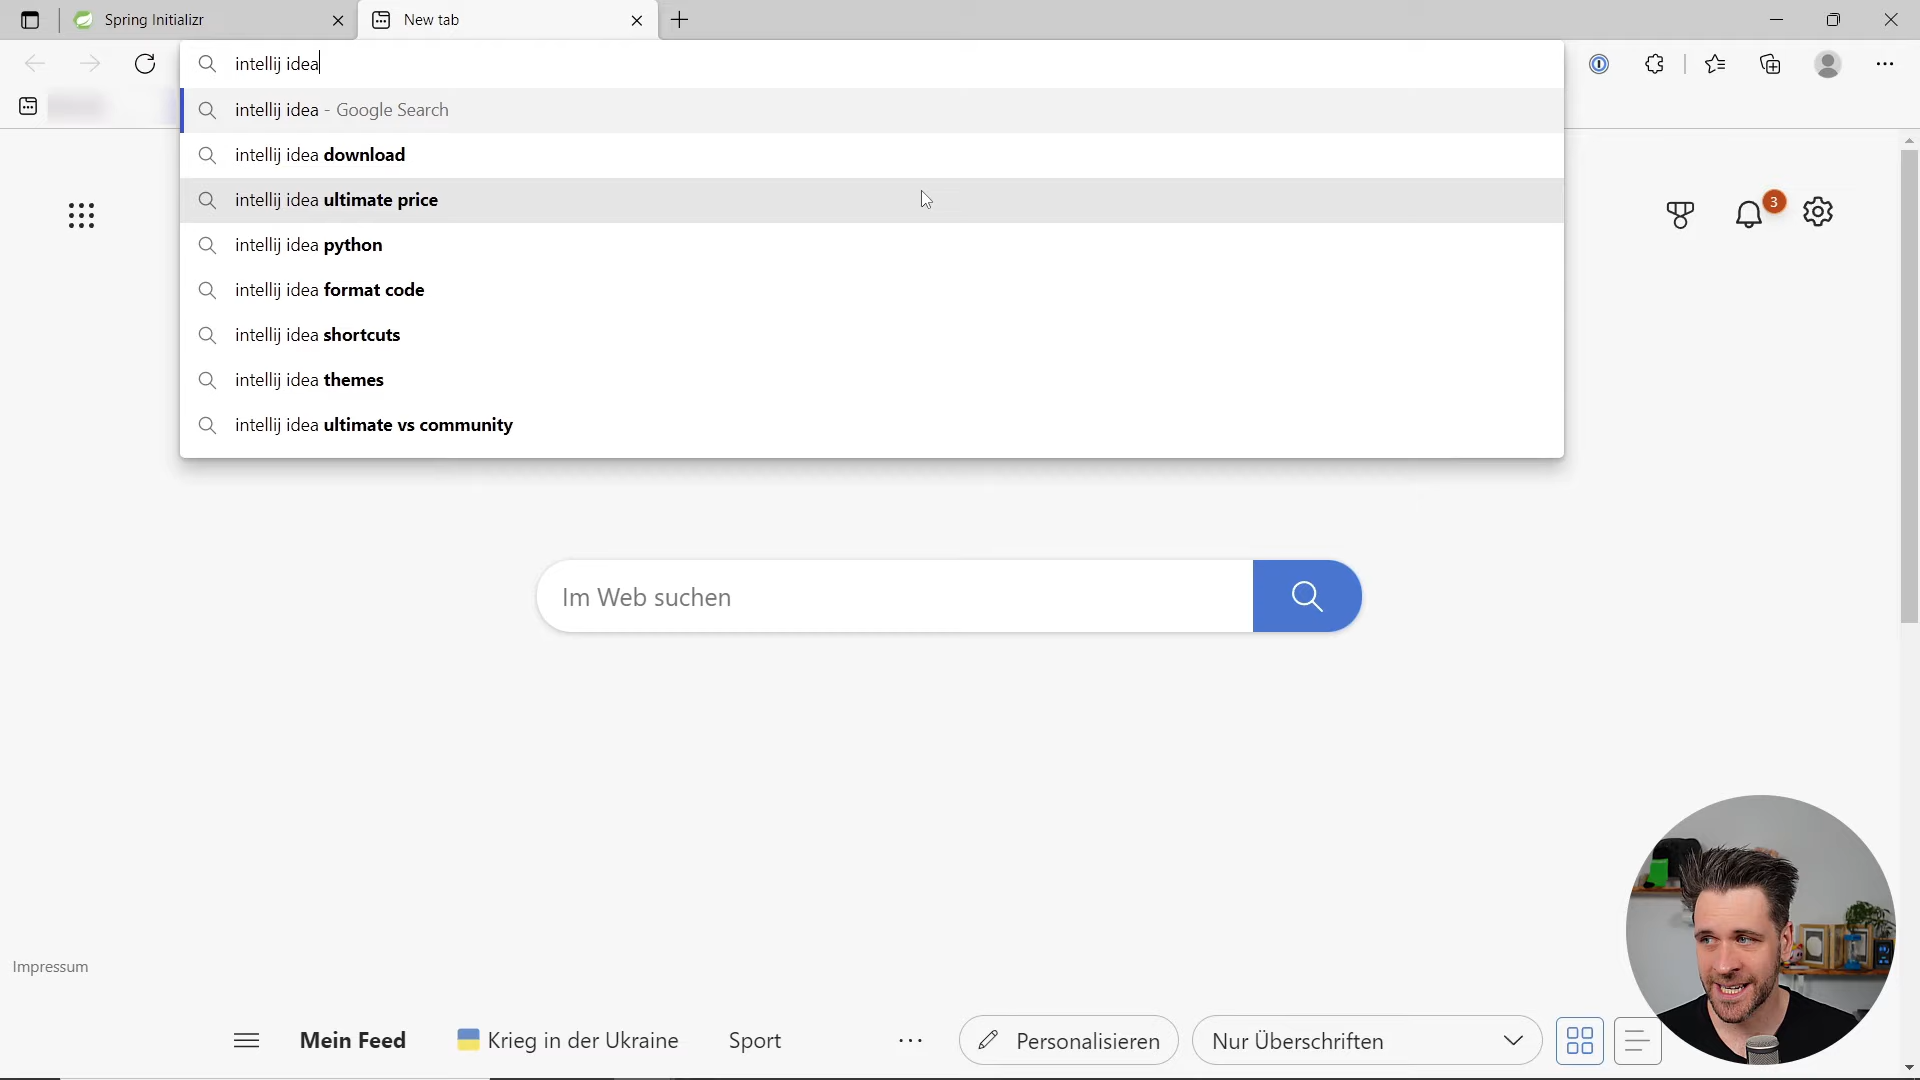 Spring Initializr
New tab
intellij idea
intellij idea - Google Search
intellij idea download
intellij idea ultimate price
intellij idea python
intellij idea format code
intellij idea shortcuts
intellij idea themes
intellij idea ultimate vs community
3
Im Web suchen
Impressum
Mein Feed
Krieg in der Ukraine
Sport
Personalisieren
Nur Überschriften